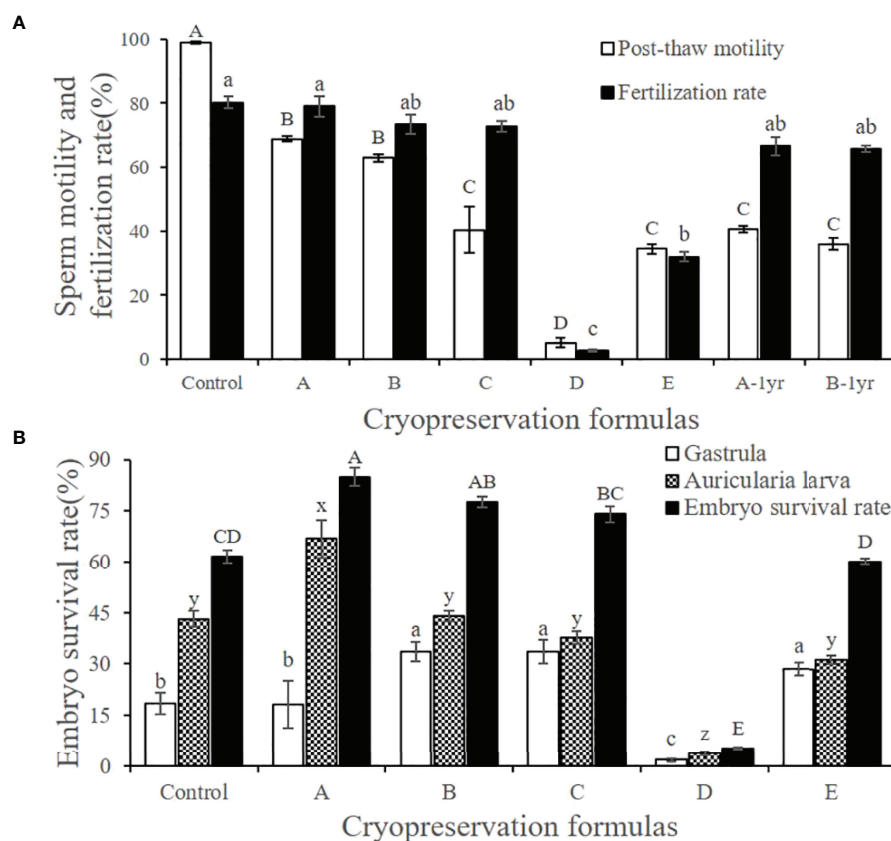 A
Sperm motility and
fertilization rate(%)
100
80
60
40
20
0
Post-thaw motility
Fertilization rate
A
a
B
a
B
ab
C
ab
D
c
C
b
C
ab
C
ab
Control
A
B
C
D
E
A-1yr
B-1yr
Cryopreservation formulas
B
Embryo survival rate(%)
90
75
60
45
30
15
0
Gastrula
Auricularia larva
Embryo survival rate
b
y
CD
b
x
A
a
y
AB
a
y
BC
c
z
E
a
y
D
Control
A
B
C
D
E
Cryopreservation formulas